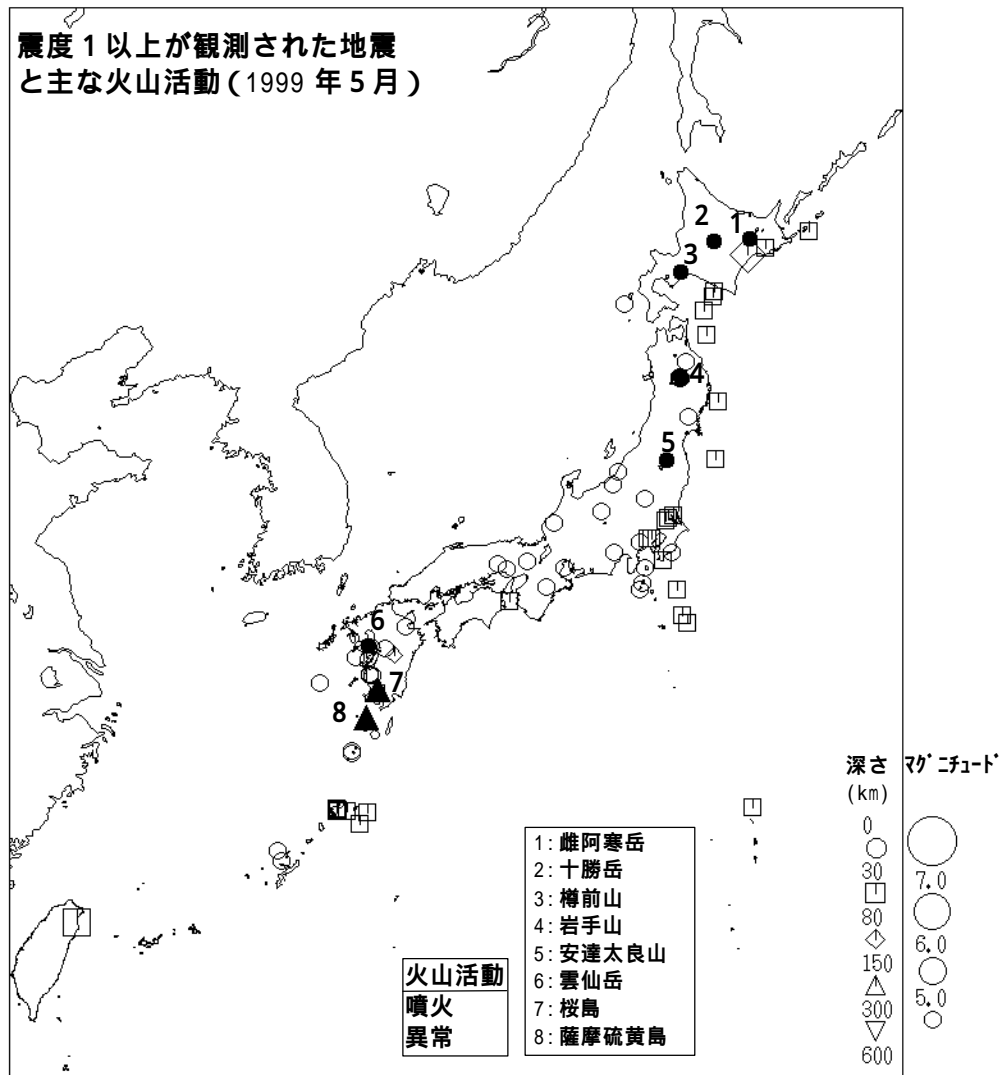 震度１以上が観測された地震
と主な火山活動（1999 年５月）
2
1
3
4
5
6
7
8
深さ
(km)
0
30
80
150
300
600
マグニチュード
7.0
6.0
5.0
1: 雌阿寒岳
2: 十勝岳
3: 樽前山
4: 岩手山
5: 安達太良山
6: 雲仙岳
7: 桜島
8: 薩摩硫黄島
火山活動
噴火
異常